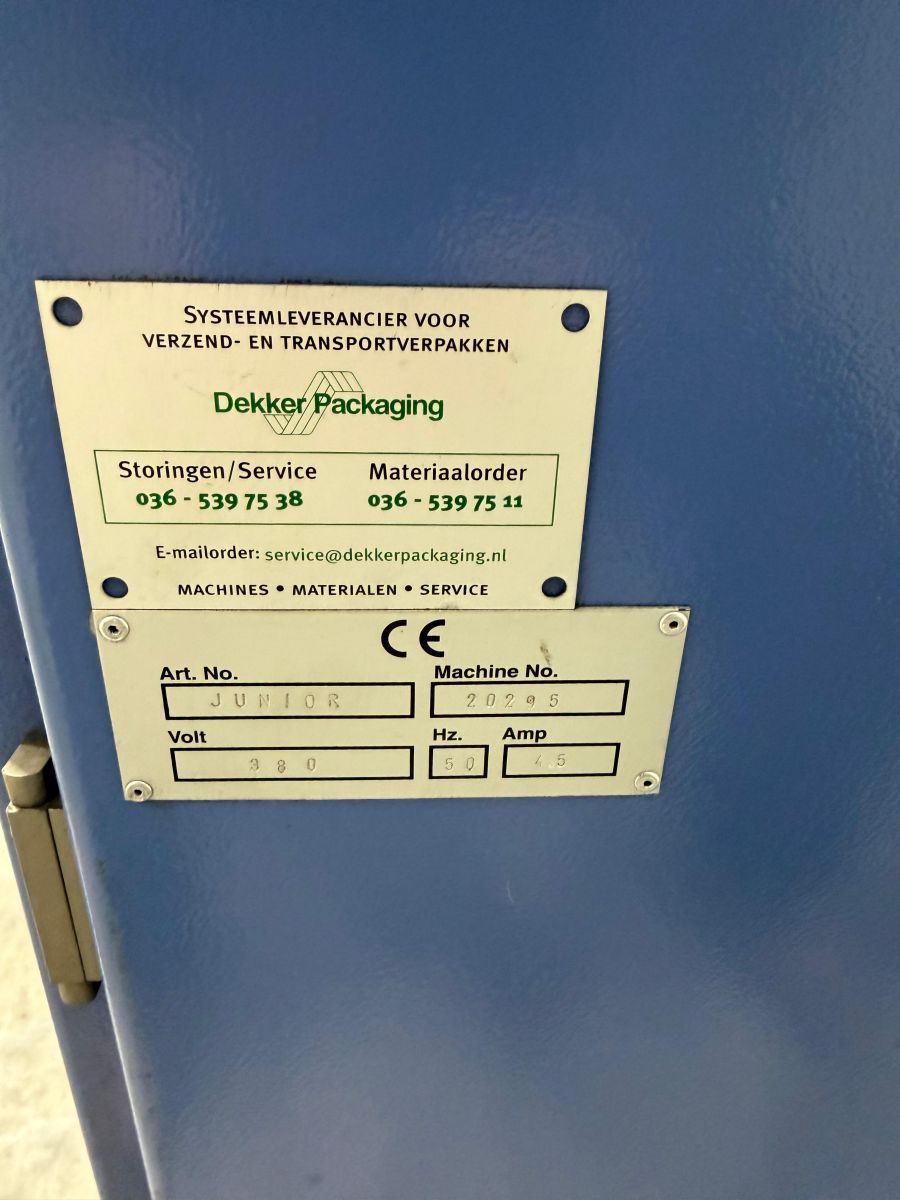 Systeemleverancier voor
verzend- en transportverpakken
Dekker Packaging
Storingen/Service Materiaalorder
036 - 539 75 38 036 - 539 75 11
E-mailorder: service@dekkerpackaging.nl
MACHINES • MATERIALEN • SERVICE
CE
Art. No. Machine No.
JUNIOR 20295
Volt Hz. Amp
380 50 4.5